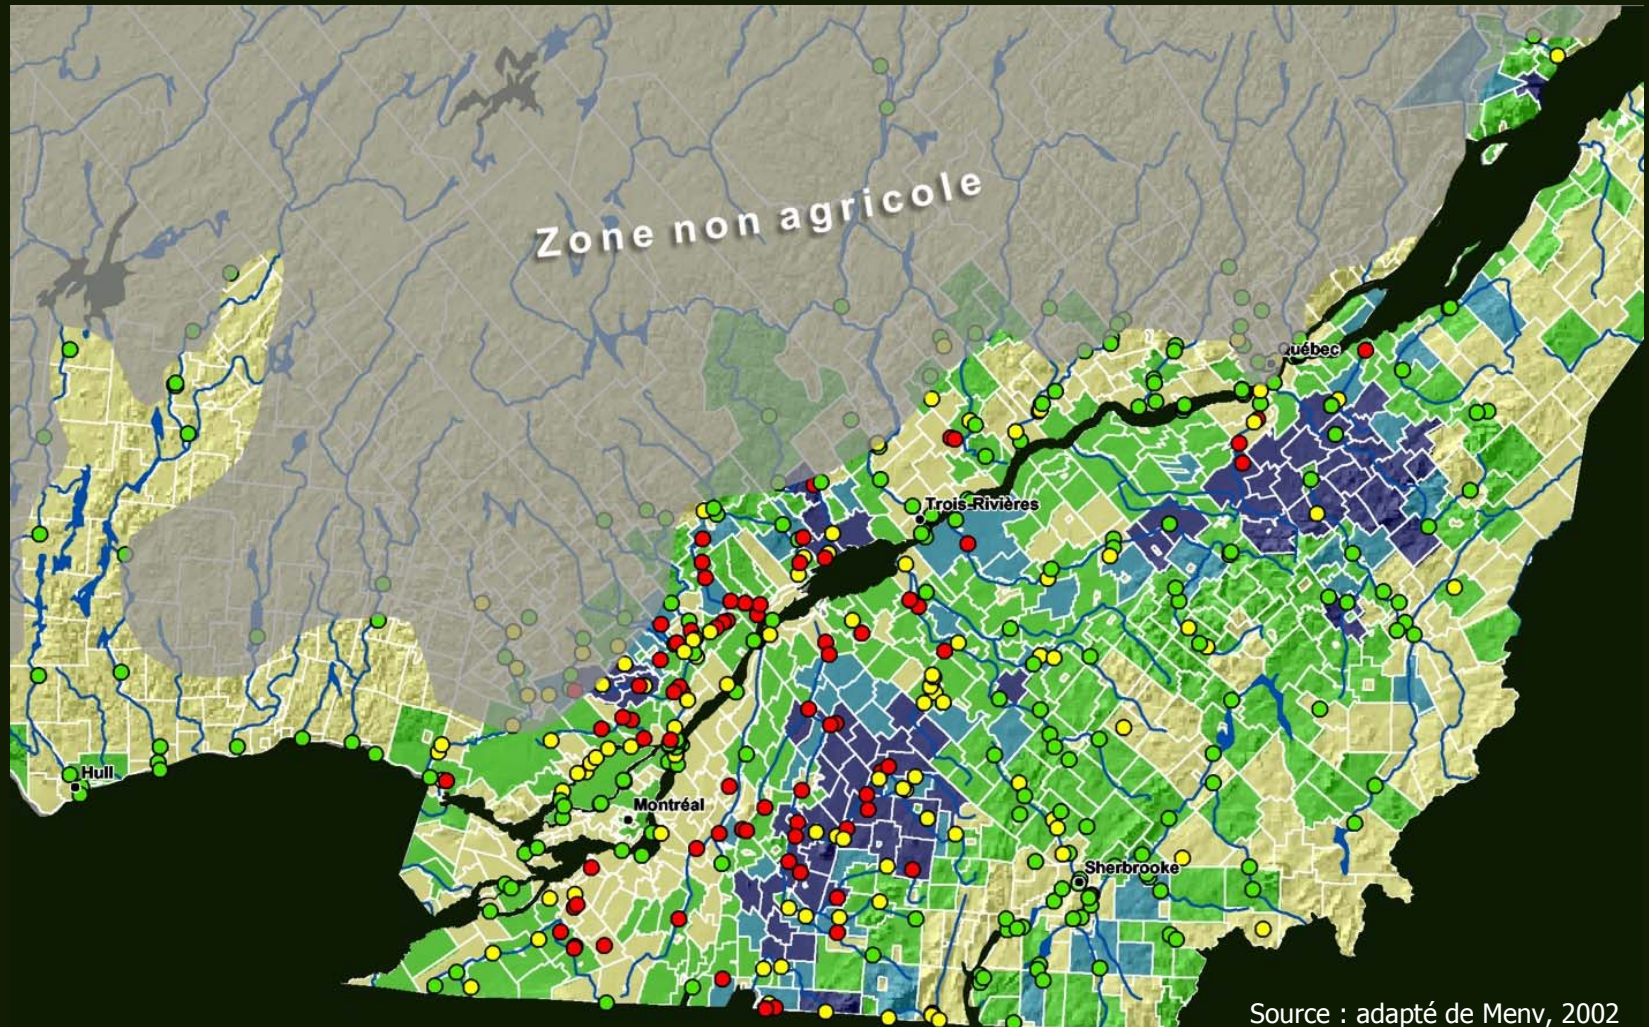 Zone non agricole
Québec
Trois-Rivières
Hull
Montréal
Sherbrooke
Source : adapté de Menv, 2002